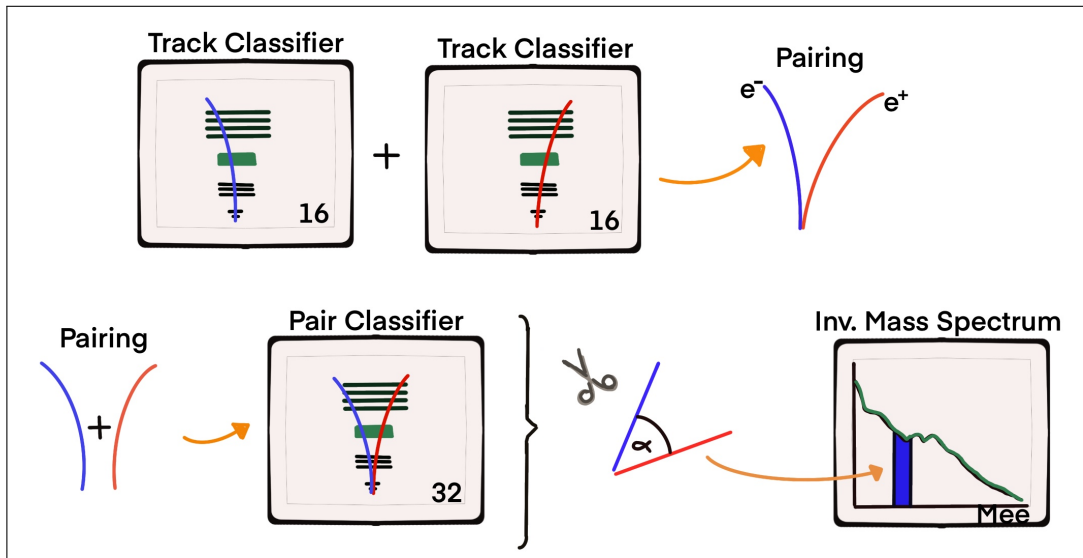 Track Classifier
Track Classifier
Pairing
e⁻
e⁺
+
16
16
Pairing
Pair Classifier
Inv. Mass Spectrum
+
α
32
Mee